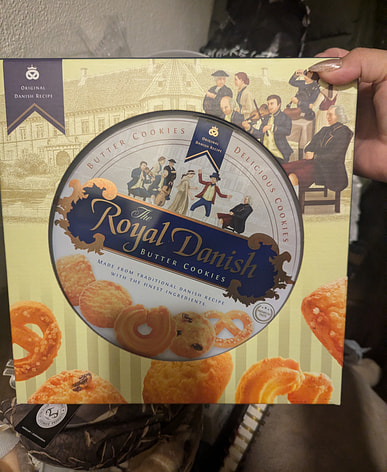 ORIGINAL
DANISH RECIPE
BUTTER COOKIES
DELICIOUS COOKIES
ORIGINAL
DANISH RECIPE
The
Royal Danish
BUTTER COOKIES
MADE FROM TRADITIONAL DANISH RECIPE
WITH THE FINEST INGREDIENTS